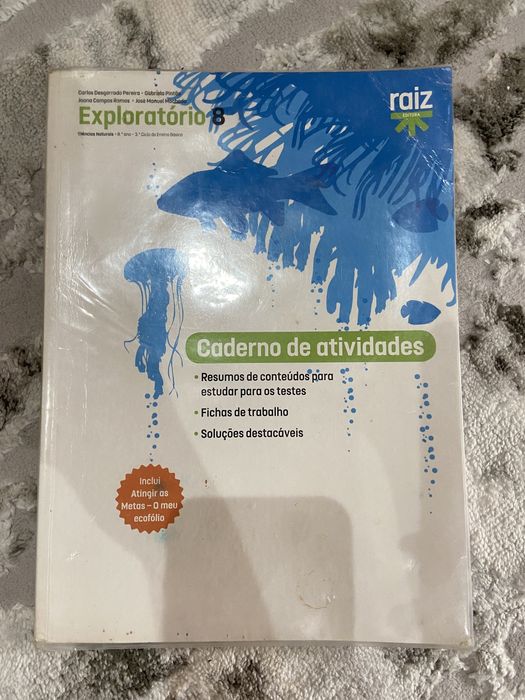 Carlos Desgarrado Pereira • Gabriela Pintão
Joana Campos Ramos • José Manuel Machado
Exploratório 8
Ciências Naturais • 8.º ano • 3.º Ciclo do Ensino Básico
raiz
EDITORA
Caderno de atividades
• Resumos de conteúdos para
estudar para os testes
• Fichas de trabalho
• Soluções destacáveis
Inclui
Atingir as
Metas – O meu
ecofólio